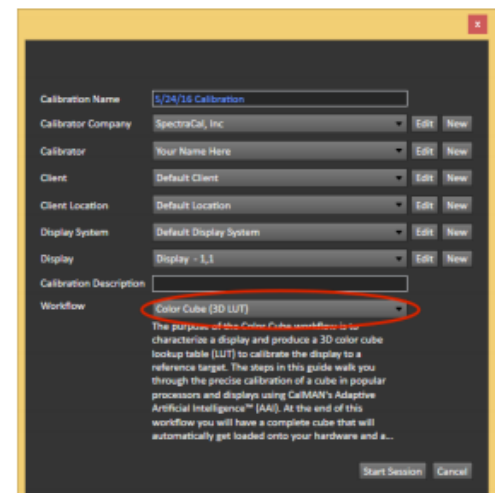 x
Calibration Name 5/24/16 Calibration
Calibrator Company SpectraCal, Inc Edit New
Calibrator Your Name Here Edit New
Client Default Client Edit New
Client Location Default Location Edit New
Display System Default Display System Edit New
Display Display - 1,1 Edit New
Calibration Description
Workflow Color Cube (3D LUT)
The purpose of the Color Cube workflow is to
characterize a display and produce a 3D color cube
lookup table (LUT) to calibrate the display to a
reference target. The steps in this guide walk you
through the precise calibration of a cube in popular
processors and displays using CalMAN's Adaptive
Artificial Intelligence™ (AAI). At the end of this
workflow you will have a complete cube that will
automatically get loaded onto your hardware and a...
Start Session Cancel